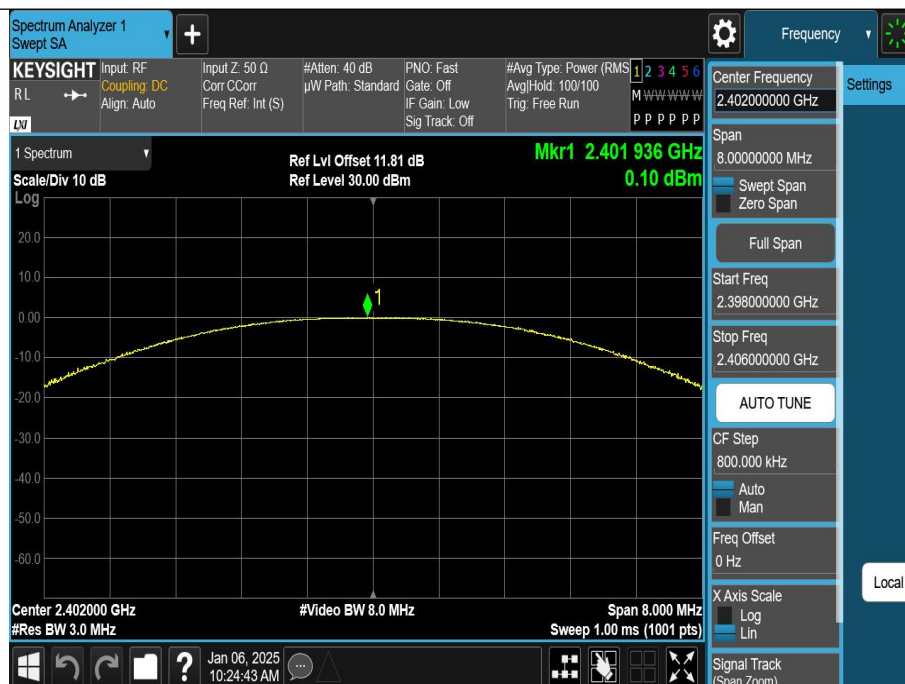 Spectrum Analyzer 1
Swept SA
+
Frequency
KEYSIGHT
RL
LXI
Input: RF
Coupling: DC
Align: Auto
Input Z: 50 Ω
Corr CCorr
Freq Ref: Int (S)
#Atten: 40 dB
µW Path: Standard
PNO: Fast
Gate: Off
IF Gain: Low
Sig Track: Off
#Avg Type: Power (RMS
Avg|Hold: 100/100
Trig: Free Run
1 2 3 4 5 6
M W W W W W
P P P P P P
1 Spectrum
Scale/Div 10 dB
Log
Ref Lvl Offset 11.81 dB
Ref Level 30.00 dBm
Mkr1 2.401 936 GHz
0.10 dBm
20.0
10.0
0.00
-10.0
-20.0
-30.0
-40.0
-50.0
-60.0
1
Center 2.402000 GHz
#Res BW 3.0 MHz
#Video BW 8.0 MHz
Span 8.000 MHz
Sweep 1.00 ms (1001 pts)
?
Jan 06, 2025
10:24:43 AM
Center Frequency
2.402000000 GHz
Settings
Span
8.00000000 MHz
Swept Span
Zero Span
Full Span
Start Freq
2.398000000 GHz
Stop Freq
2.406000000 GHz
AUTO TUNE
CF Step
800.000 kHz
Auto
Man
Freq Offset
0 Hz
X Axis Scale
Log
Lin
Local
Signal Track
(Span Zoom)